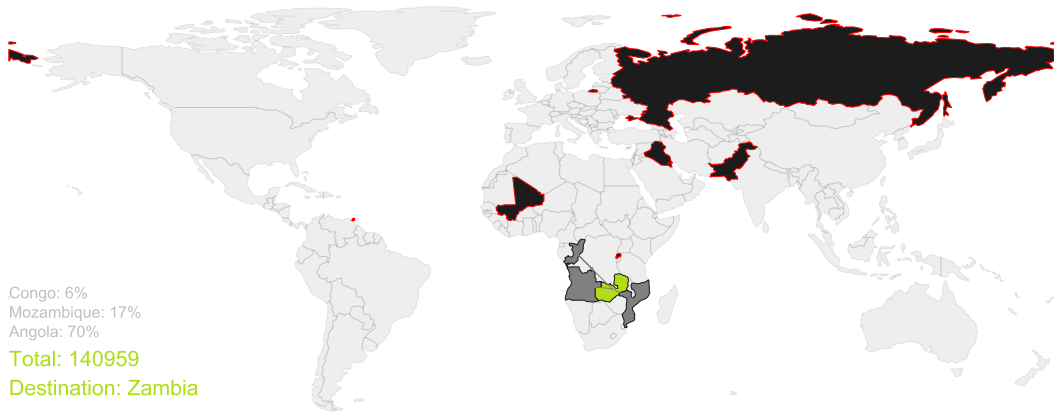 Congo: 6%
Mozambique: 17%
Angola: 70%
Total: 140959
Destination: Zambia